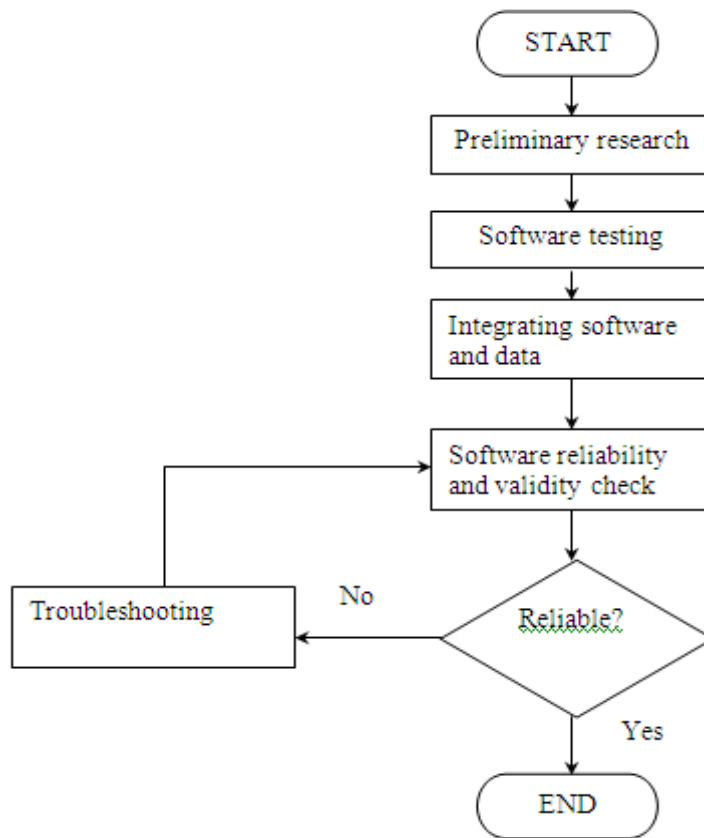 START
Preliminary research
Software testing
Integrating software
and data
Software reliability
and validity check
Reliable?
No
Troubleshooting
Yes
END